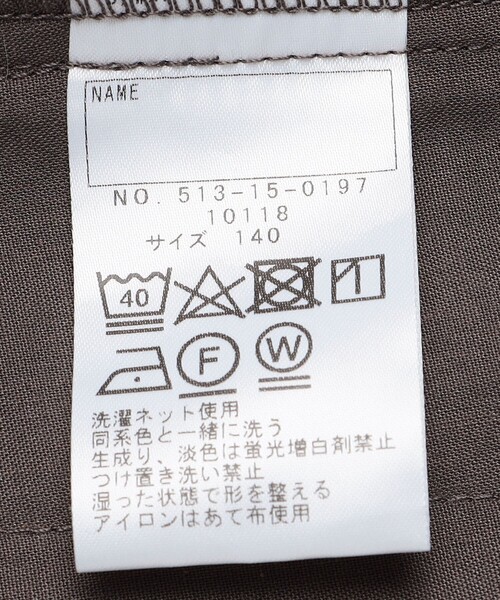 NAME
NO. 513-15-0197
10118
サイズ 140
40
F W
洗濯ネット使用
同系色と一緒に洗う
生成り、淡色は蛍光増白剤禁止
つけ置き洗い禁止
湿った状態で形を整える
アイロンはあて布使用